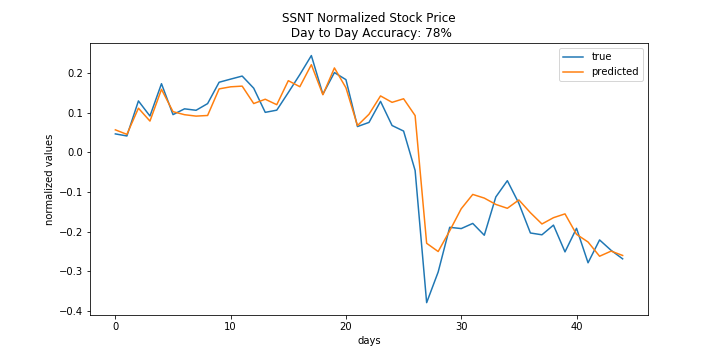 SSNT Normalized Stock Price
Day to Day Accuracy: 78%
true
predicted
normalized values
0.2
0.1
0.0
−0.1
−0.2
−0.3
−0.4
0
10
20
30
40
days